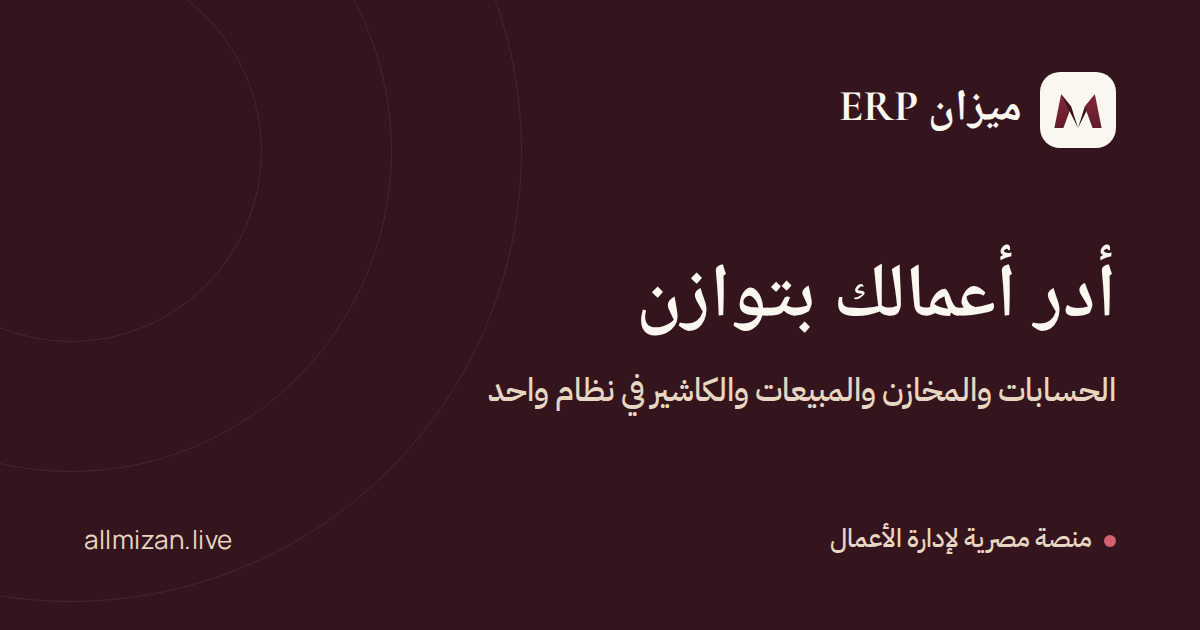 ميزان ERP
أدر أعمالك بتوازن
الحسابات والمخازن والمبيعات والكاشير في نظام واحد
منصة مصرية لإدارة الأعمال
allmizan.live